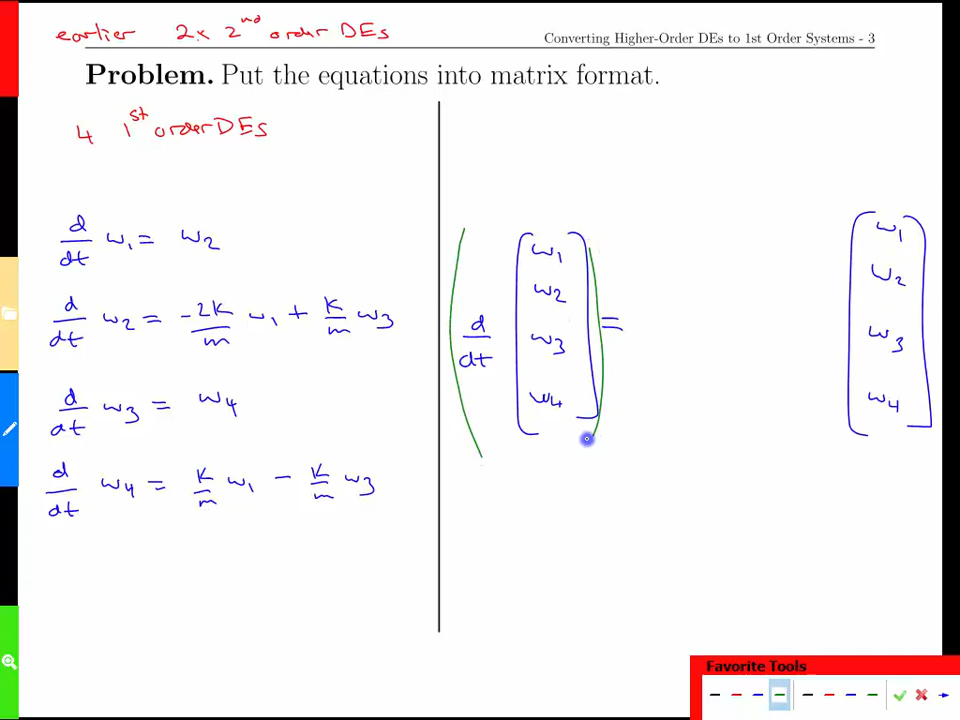 earlier 2x 2nd order DEs
Converting Higher-Order DEs to 1st Order Systems - 3
Problem. Put the equations into matrix format.
4 1st order DEs
d/dt w1 = w2
d/dt w2 = -2k/m w1 + k/m w3
d/dt w3 = w4
d/dt w4 = k/m w1 - k/m w3
( d/dt [ w1 w2 w3 w4 ] ) = [ w1 w2 w3 w4 ]
Favorite Tools